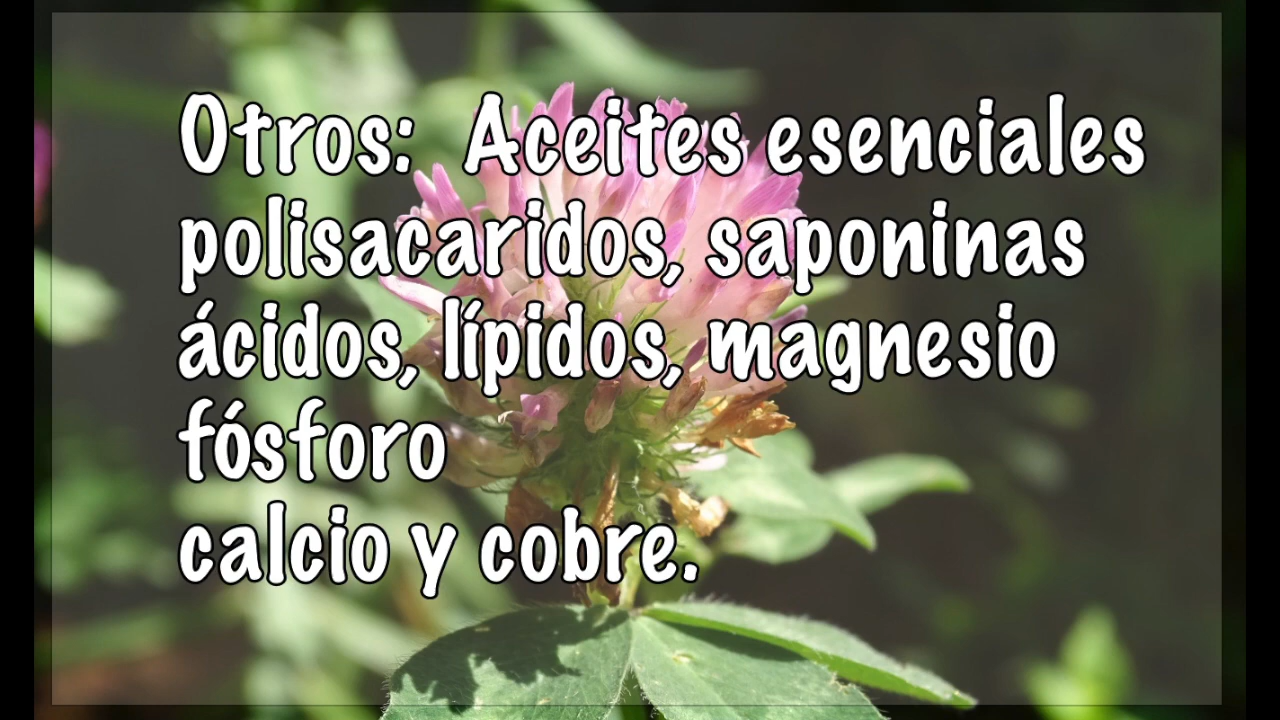 Otros: Aceites esenciales
polisacaridos, saponinas
ácidos, lípidos, magnesio
fósforo
calcio y cobre.